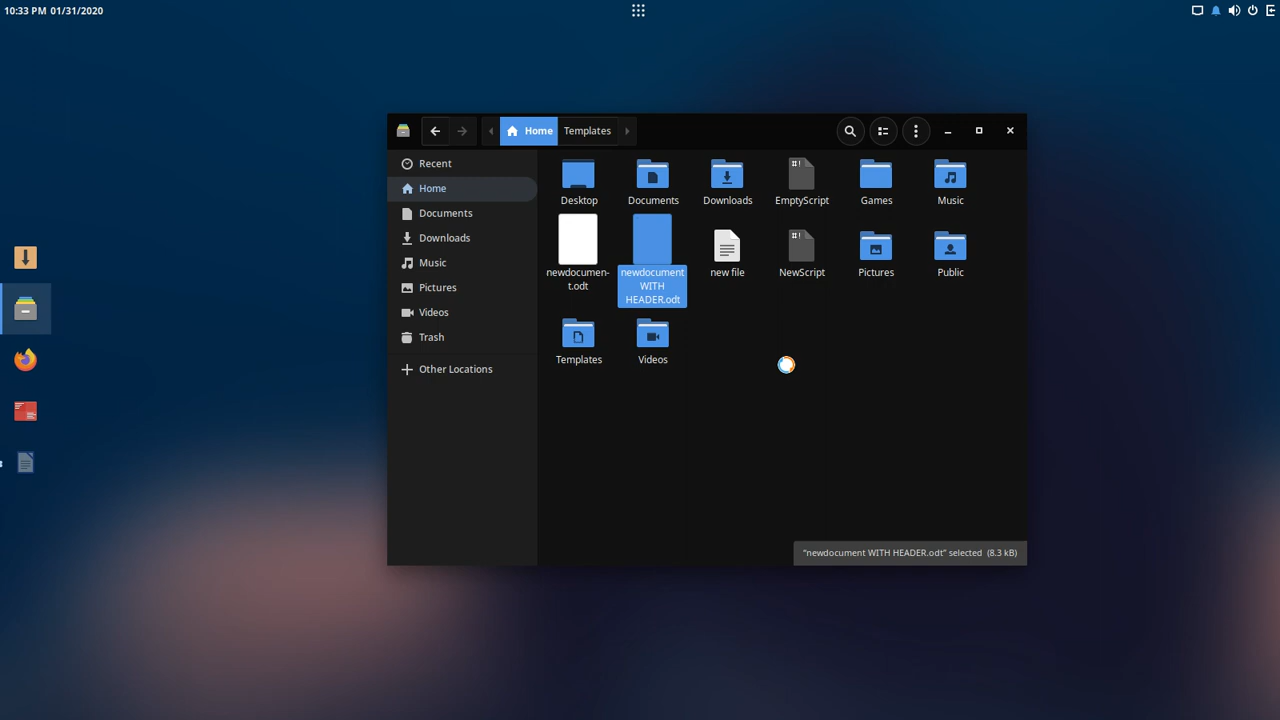 10:33 PM 01/31/2020
Home
Templates
Recent
Home
Documents
Downloads
Music
Pictures
Videos
Trash
Other Locations
Desktop
Documents
Downloads
EmptyScript
Games
Music
newdocumen-
t.odt
newdocument
WITH
HEADER.odt
new file
NewScript
Pictures
Public
Templates
Videos
“newdocument WITH HEADER.odt” selected (8.3 kB)